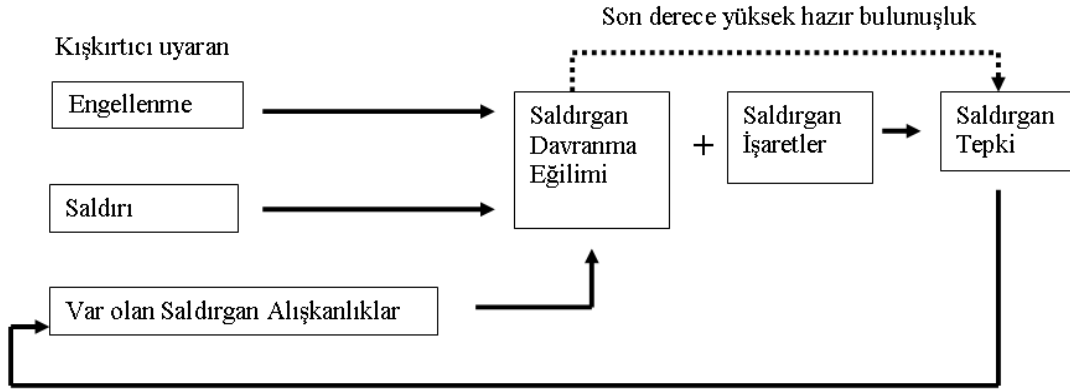 Son derece yüksek hazır bulunuşluk
Kışkırtıcı uyaran
Engellenme
Saldırgan
Davranma
Eğilimi
+
Saldırgan
İşaretler
Saldırgan
Tepki
Saldırı
Var olan Saldırgan Alışkanlıklar